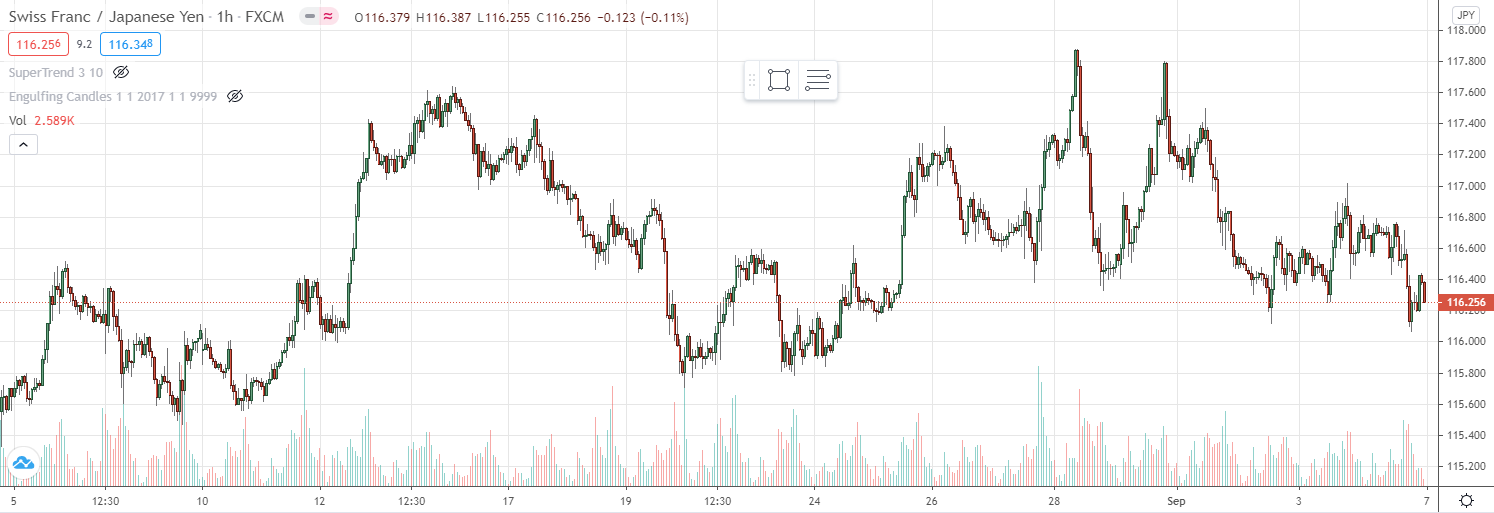 Swiss Franc / Japanese Yen · 1h · FXCM O116.379 H116.387 L116.255 C116.256 −0.123 (−0.11%)
JPY
116.256 9.2 116.348
SuperTrend 3 10
Engulfing Candles 1 1 2017 1 1 9999
Vol 2.589K
118.000
117.800
117.600
117.400
117.200
117.000
116.800
116.600
116.400
116.256
116.200
116.000
115.800
115.600
115.400
115.200
5 12:30 10 12 12:30 17 19 12:30 24 26 28 Sep 3 7